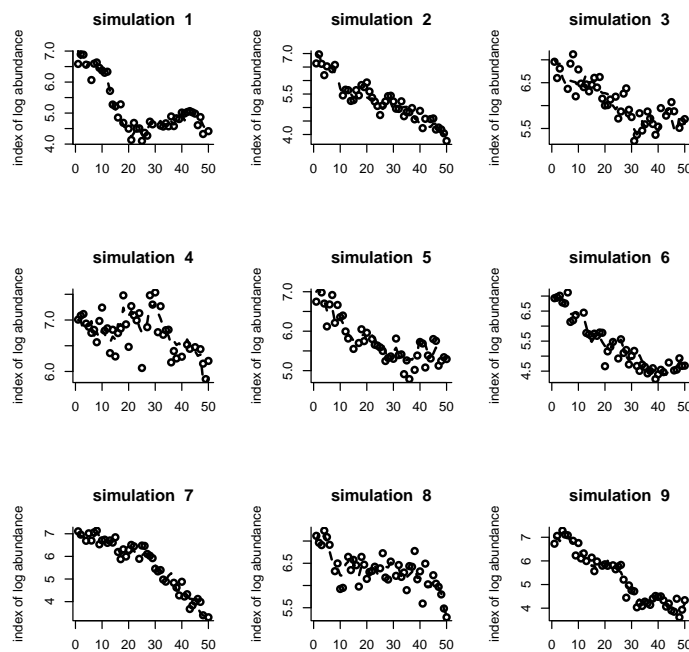 simulation 1
index of log abundance
7.0
6.0
5.0
4.0
0 10 20 30 40 50
simulation 2
index of log abundance
7.0
5.5
4.0
0 10 20 30 40 50
simulation 3
index of log abundance
6.5
5.5
0 10 20 30 40 50
simulation 4
index of log abundance
7.0
6.0
0 10 20 30 40 50
simulation 5
index of log abundance
7.0
6.0
5.0
0 10 20 30 40 50
simulation 6
index of log abundance
6.5
5.5
4.5
0 10 20 30 40 50
simulation 7
index of log abundance
7
6
5
4
0 10 20 30 40 50
simulation 8
index of log abundance
6.5
5.5
0 10 20 30 40 50
simulation 9
index of log abundance
7
6
5
4
0 10 20 30 40 50